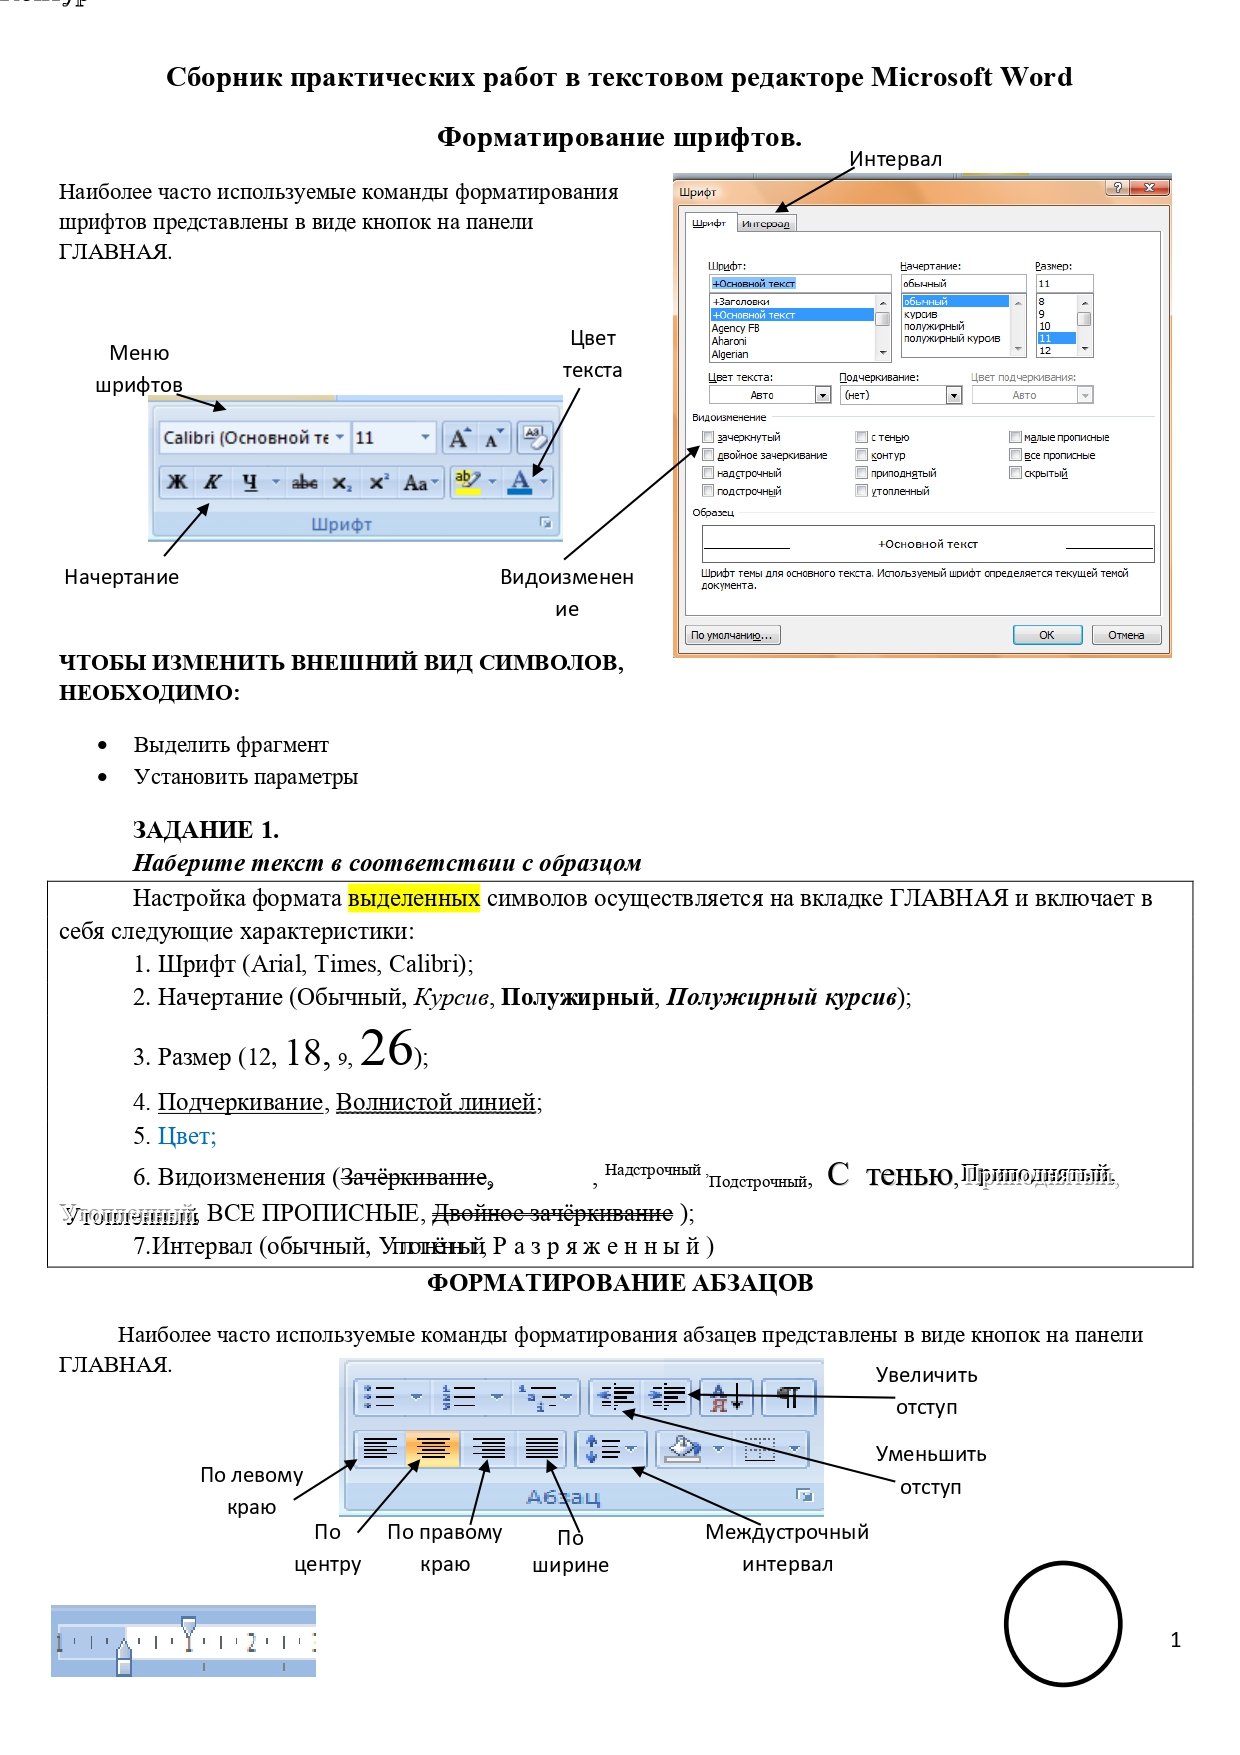 Сборник практических работ в текстовом редакторе Microsoft Word
Форматирование шрифтов.
Интервал
Наиболее часто используемые команды форматирования
шрифтов представлены в виде кнопок на панели
ГЛАВНАЯ.
Шрифт
Шрифт Интервал
Шрифт: Начертание: Размер:
+Основной текст обычный 11
+Заголовки обычный 8
+Основной текст курсив 9
Agency FB полужирный 10
Aharoni полужирный курсив 11
Algerian 12
Цвет текста: Подчеркивание: Цвет подчеркивания:
Авто (нет) Авто
Видоизменение
зачеркнутый с тенью малые прописные
двойное зачеркивание контур все прописные
надстрочный приподнятый скрытый
подстрочный утопленный
Образец
+Основной текст
Шрифт темы для основного текста. Используемый шрифт определяется текущей темой
документа.
По умолчанию... ОК Отмена
Меню
шрифтов
Цвет
текста
Calibri (Основной те 11
Ж К Ч abc x₂ x² Aa
Шрифт
Начертание
Видоизменен
ие
ЧТОБЫ ИЗМЕНИТЬ ВНЕШНИЙ ВИД СИМВОЛОВ,
НЕОБХОДИМО:
• Выделить фрагмент
• Установить параметры
ЗАДАНИЕ 1.
Наберите текст в соответствии с образцом
Настройка формата выделенных символов осуществляется на вкладке ГЛАВНАЯ и включает в
себя следующие характеристики:
1. Шрифт (Arial, Times, Calibri);
2. Начертание (Обычный, Курсив, Полужирный, Полужирный курсив);
3. Размер (12, 18, 9, 26);
4. Подчеркивание, Волнистой линией;
5. Цвет;
6. Видоизменения (Зачёркивание, , Надстрочный , Подстрочный, С тенью, Приподнятый,
Утопленный, ВСЕ ПРОПИСНЫЕ, Двойное зачёркивание );
7.Интервал (обычный, Уплотнённый, Р а з р я ж е н н ы й )
ФОРМАТИРОВАНИЕ АБЗАЦОВ
Наиболее часто используемые команды форматирования абзацев представлены в виде кнопок на панели
ГЛАВНАЯ.
Абзац
Увеличить
отступ
Уменьшить
отступ
По левому
краю
По
центру
По правому
краю
По
ширине
Междустрочный
интервал
1 1 2
1